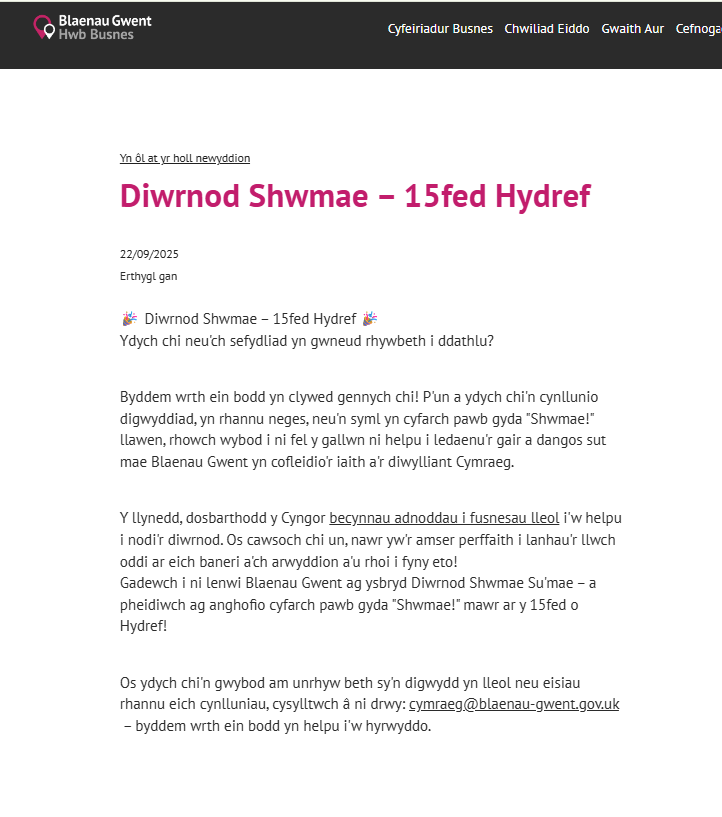 Blaenau Gwent
Hwb Busnes
Cyfeiriadur Busnes Chwiliad Eiddo Gwaith Aur
Yn ôl at yr holl newyddion
Diwrnod Shwmae – 15fed Hydref
22/09/2025
Erthygl gan
🎉 Diwrnod Shwmae – 15fed Hydref 🎉
Ydych chi neu'ch sefydliad yn gwneud rhywbeth i ddathlu?
Byddem wrth ein bodd yn clywed gennych chi! P'un a ydych chi'n cynllunio
digwyddiad, yn rhannu neges, neu'n syml yn cyfarch pawb gyda "Shwmae!"
llawen, rhowch wybod i ni fel y gallwn ni helpu i ledaenu'r gair a dangos sut
mae Blaenau Gwent yn cofleidio'r iaith a'r diwylliant Cymraeg.
Y llynedd, dosbarthodd y Cyngor becynnau adnoddau i fusnesau lleol i'w helpu
i nodi'r diwrnod. Os cawsoch chi un, nawr yw'r amser perffaith i lanhau'r llwch
oddi ar eich baneri a'ch arwyddion a'u rhoi i fyny eto!
Gadewch i ni lenwi Blaenau Gwent ag ysbryd Diwrnod Shwmae Su'mae – a
pheidiwch ag anghofio cyfarch pawb gyda "Shwmae!" mawr ar y 15fed o
Hydref!
Os ydych chi'n gwybod am unrhyw beth sy'n digwydd yn lleol neu eisiau
rhannu eich cynlluniau, cysylltwch â ni drwy: cymraeg@blaenau-gwent.gov.uk
– byddem wrth ein bodd yn helpu i'w hyrwyddo.